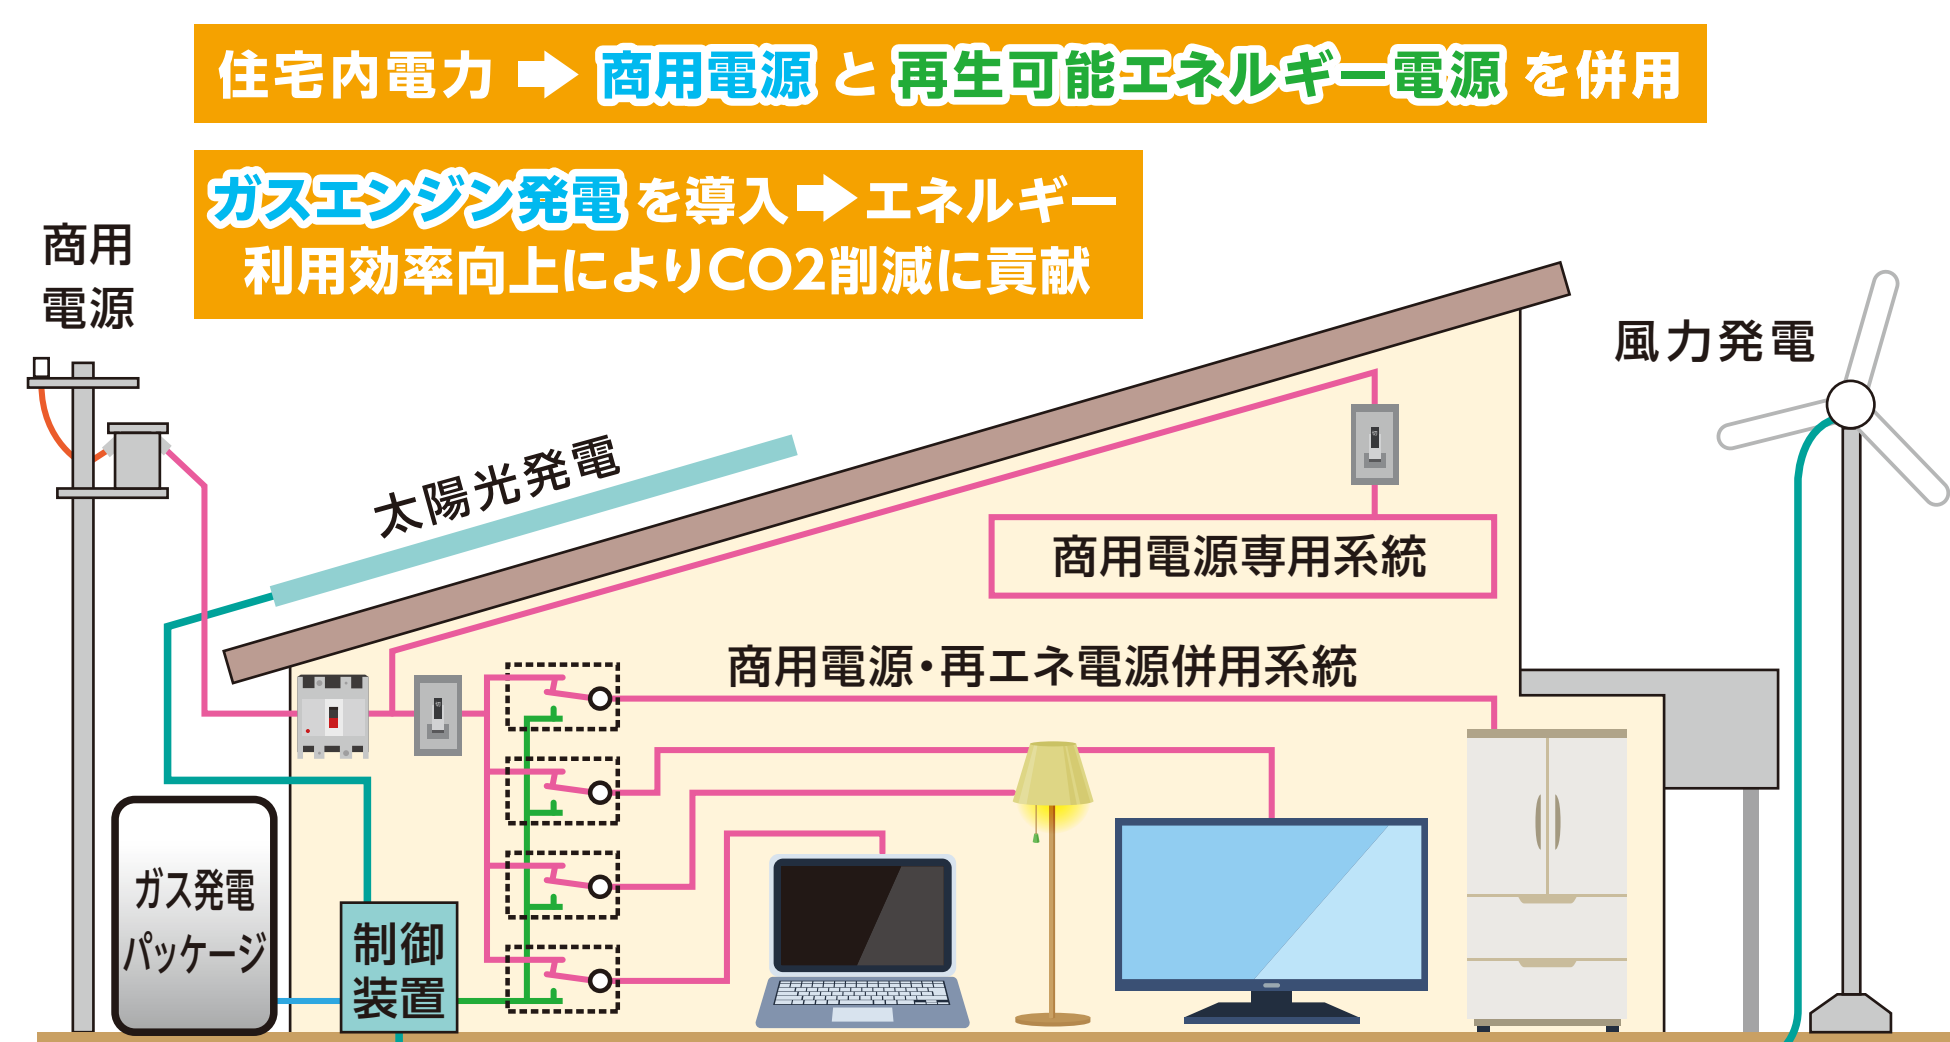 住宅内電力➡商用電源と再生可能エネルギー電源を併用
ガスエンジン発電を導入➡エネルギー
利用効率向上によりCO2削減に貢献
商用
電源
風力発電
太陽光発電
商用電源専用系統
商用電源・再エネ電源併用系統
ガス発電
パッケージ
制御
装置